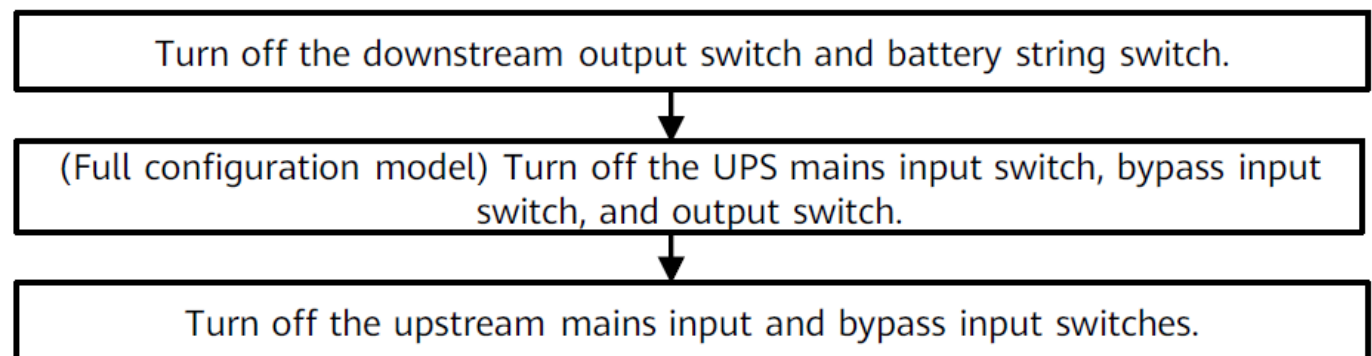 Turn off the downstream output switch and battery string switch.
(Full configuration model) Turn off the UPS mains input switch, bypass input
switch, and output switch.
Turn off the upstream mains input and bypass input switches.